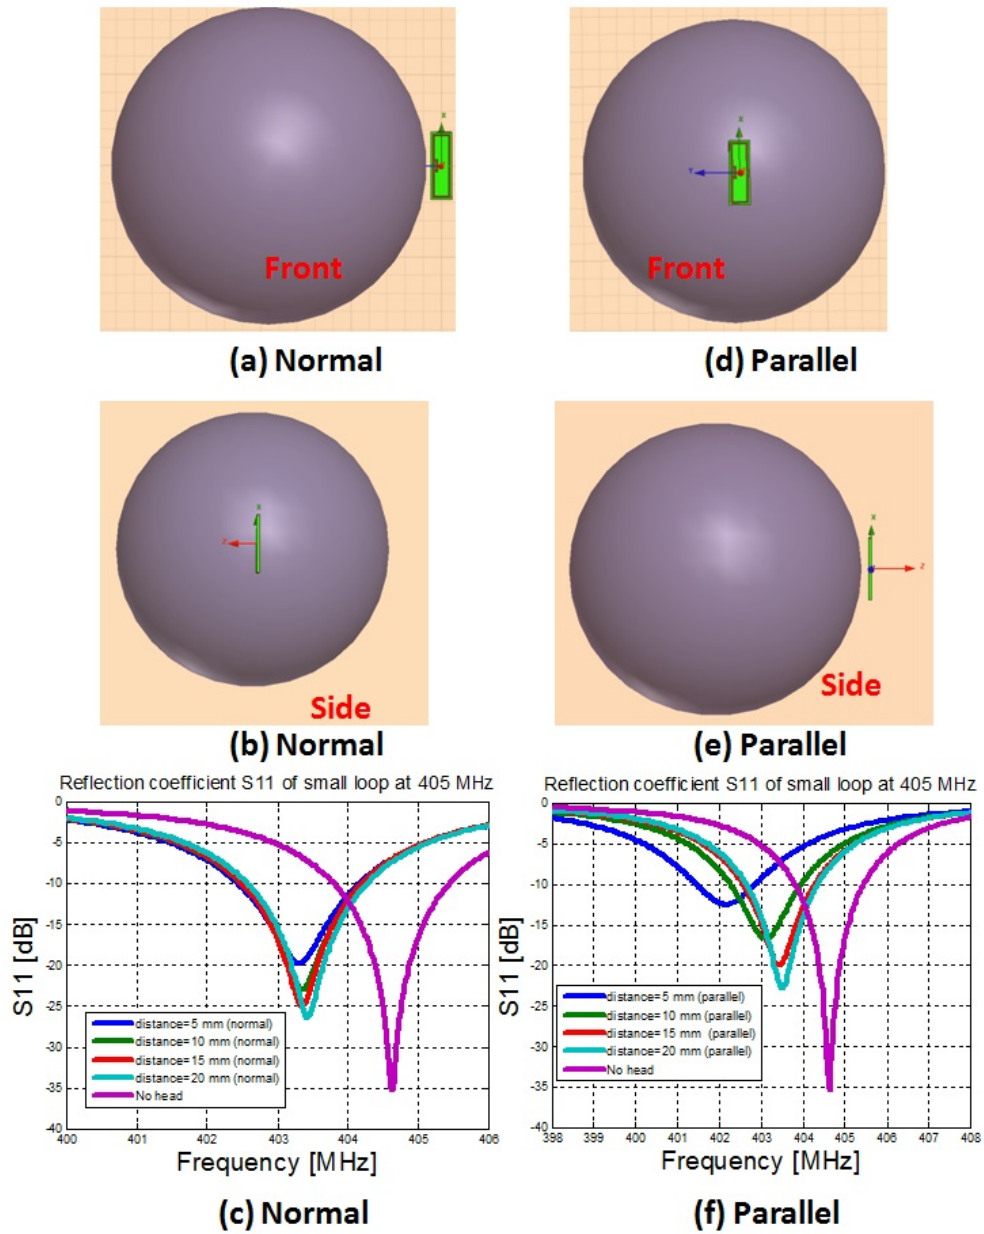 Front
(a) Normal
Front
(d) Parallel
X
Z
Side
(b) Normal
X
Z
Side
(e) Parallel
X
X
Y
Reflection coefficient S11 of small loop at 405 MHz
0
-5
-10
-15
-20
-25
-30
-35
-40
S11 [dB]
distance=5 mm (normal)
distance=10 mm (normal)
distance=15 mm (normal)
distance=20 mm (normal)
No head
400 401 402 403 404 405 406
Frequency [MHz]
(c) Normal
Reflection coefficient S11 of small loop at 405 MHz
0
-5
-10
-15
-20
-25
-30
-35
-40
S11 [dB]
distance=5 mm (parallel)
distance=10 mm (parallel)
distance=15 mm (parallel)
distance=20 mm (parallel)
No head
398 399 400 401 402 403 404 405 406 407 408
Frequency [MHz]
(f) Parallel